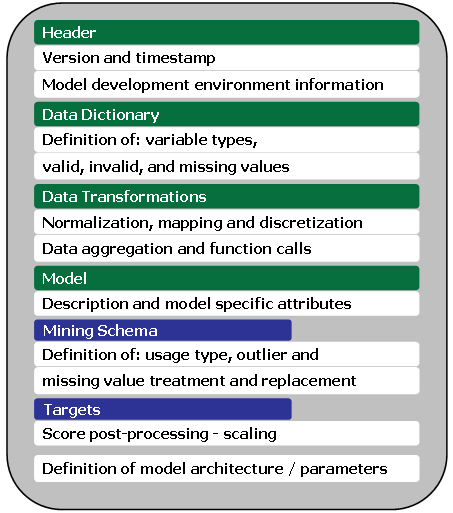 Header
Version and timestamp
Model development environment information
Data Dictionary
Definition of: variable types,
valid, invalid, and missing values
Data Transformations
Normalization, mapping and discretization
Data aggregation and function calls
Model
Description and model specific attributes
Mining Schema
Definition of: usage type, outlier and
missing value treatment and replacement
Targets
Score post-processing - scaling
Definition of model architecture / parameters